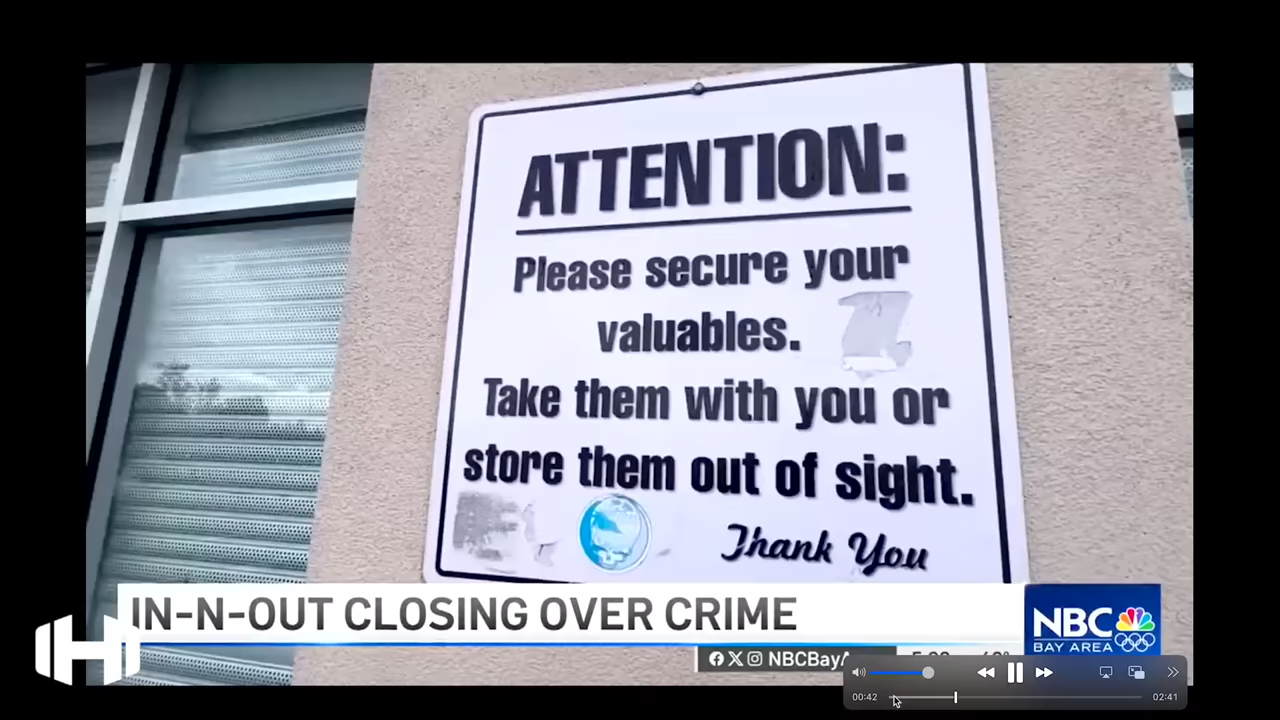 ATTENTION:
Please secure your
valuables.
Take them with you or
store them out of sight.
Thank You
IN-N-OUT CLOSING OVER CRIME
NBC
BAY AREA
00:42
02:41